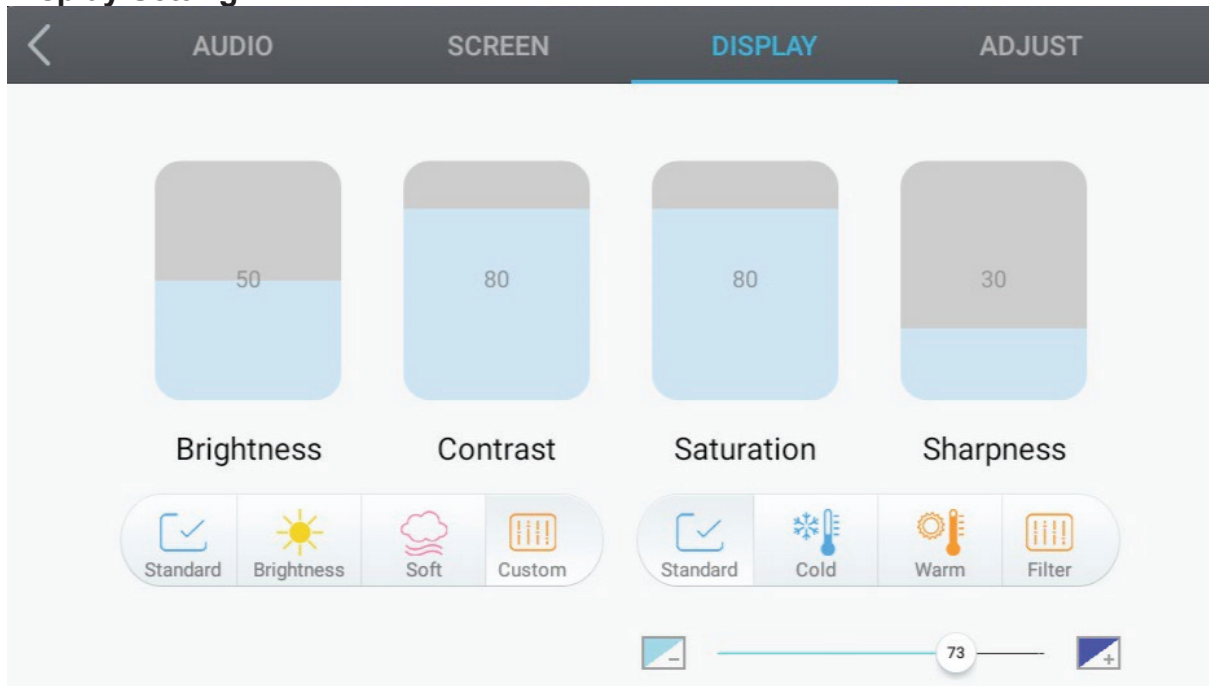 AUDIO SCREEN DISPLAY ADJUST
50 80 80 30
Brightness Contrast Saturation Sharpness
Standard Brightness Soft Custom Standard Cold Warm Filter
73